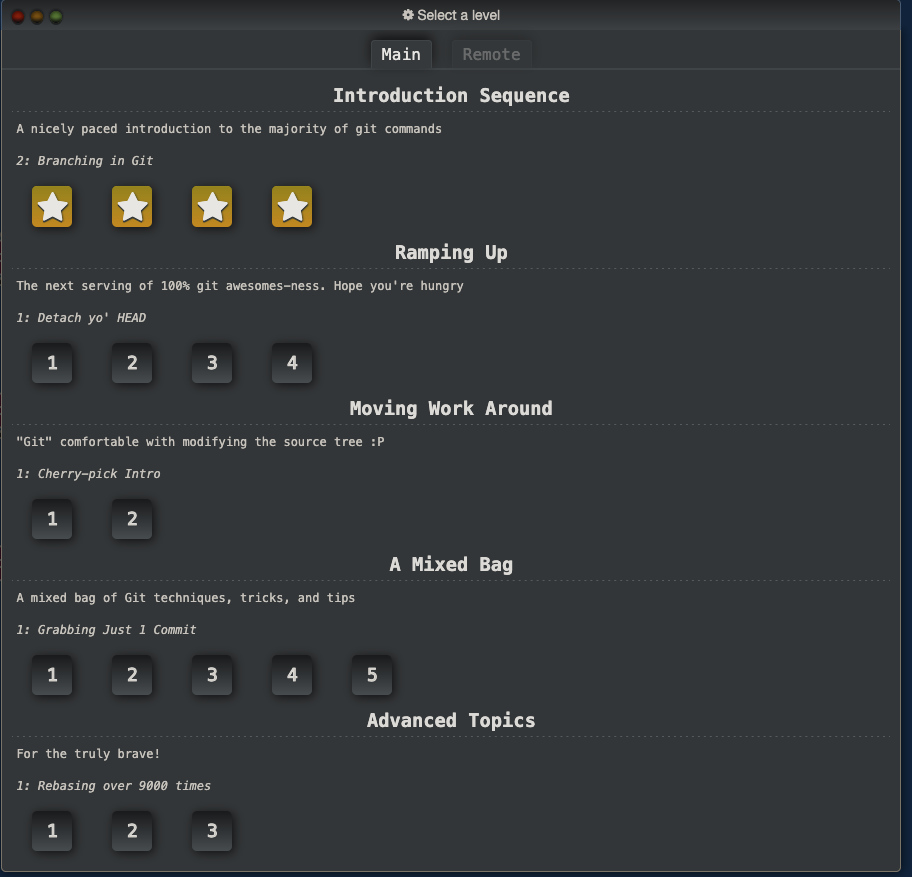 Select a level
Main Remote
Introduction Sequence
A nicely paced introduction to the majority of git commands
2: Branching in Git
Ramping Up
The next serving of 100% git awesomes-ness. Hope you're hungry
1: Detach yo' HEAD
1 2 3 4
Moving Work Around
"Git" comfortable with modifying the source tree :P
1: Cherry-pick Intro
1 2
A Mixed Bag
A mixed bag of Git techniques, tricks, and tips
1: Grabbing Just 1 Commit
1 2 3 4 5
Advanced Topics
For the truly brave!
1: Rebasing over 9000 times
1 2 3